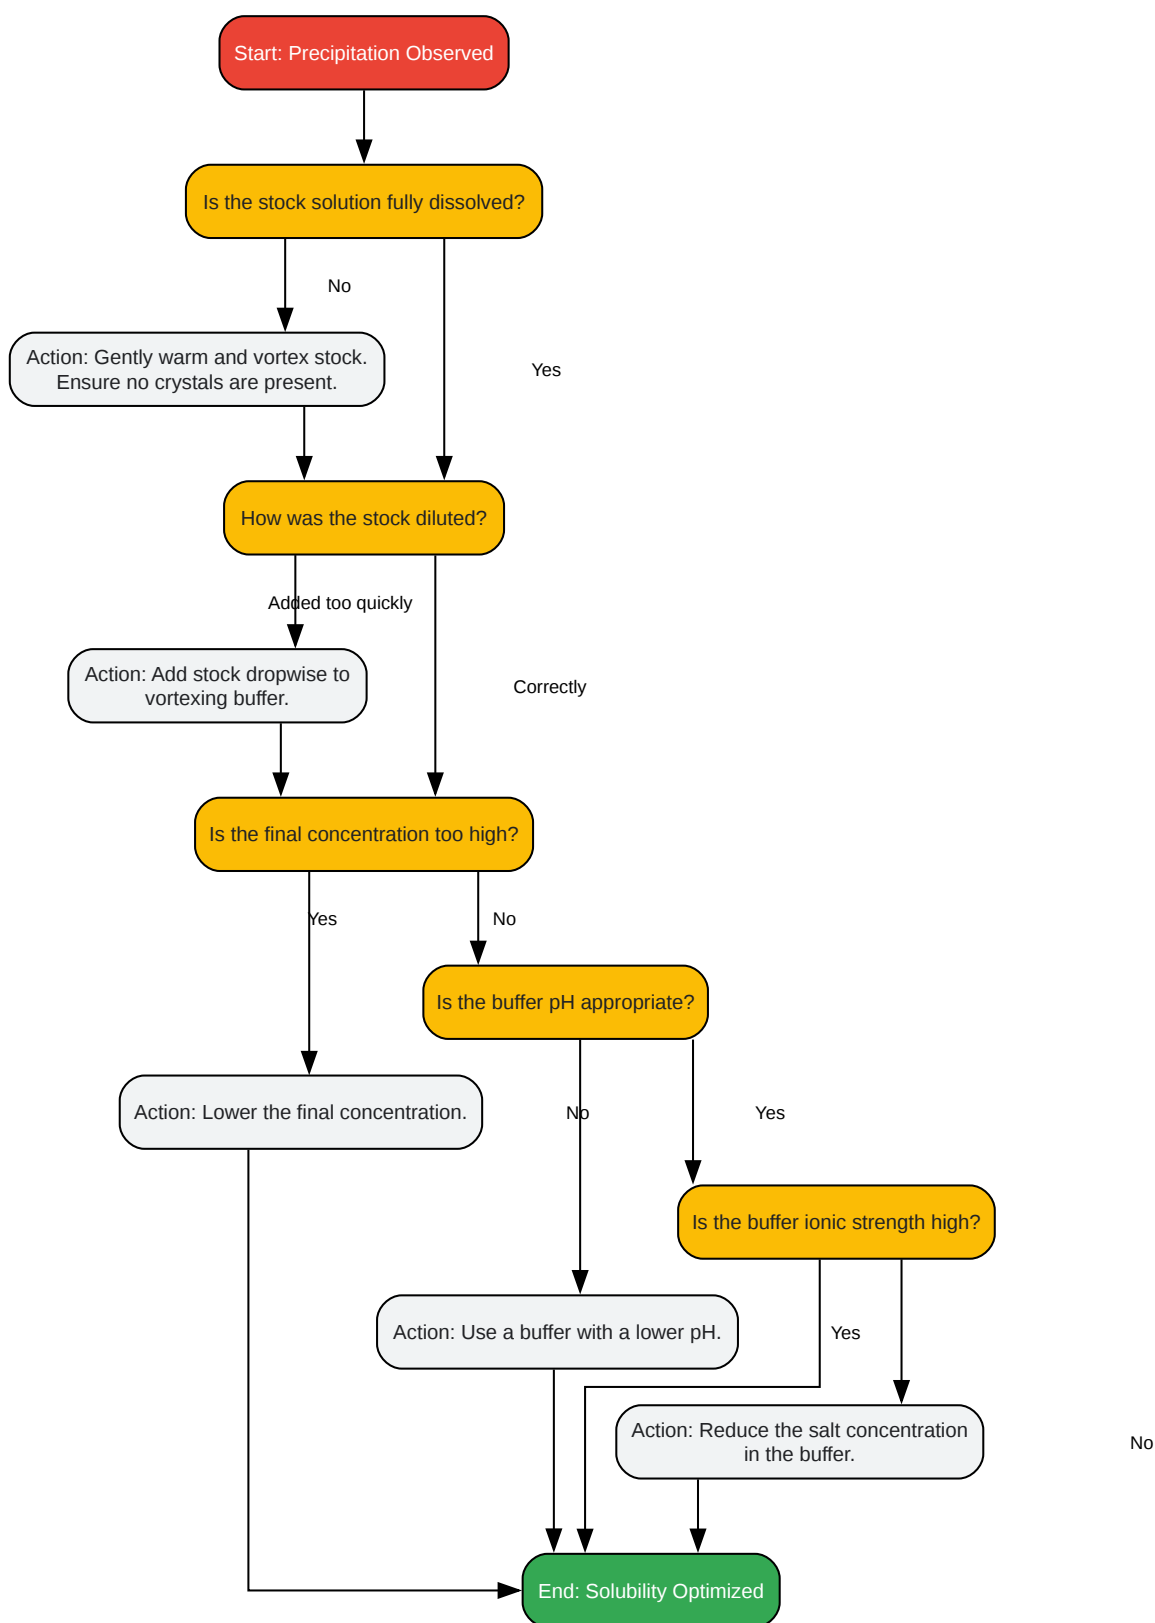 Start: Precipitation Observed
Is the stock solution fully dissolved?
No
Action: Gently warm and vortex stock.
Ensure no crystals are present.
Yes
How was the stock diluted?
Added too quickly
Action: Add stock dropwise to
vortexing buffer.
Correctly
Is the final concentration too high?
Yes
No
Is the buffer pH appropriate?
Action: Lower the final concentration.
No
Yes
Is the buffer ionic strength high?
Action: Use a buffer with a lower pH.
Yes
Action: Reduce the salt concentration
in the buffer.
No
End: Solubility Optimized